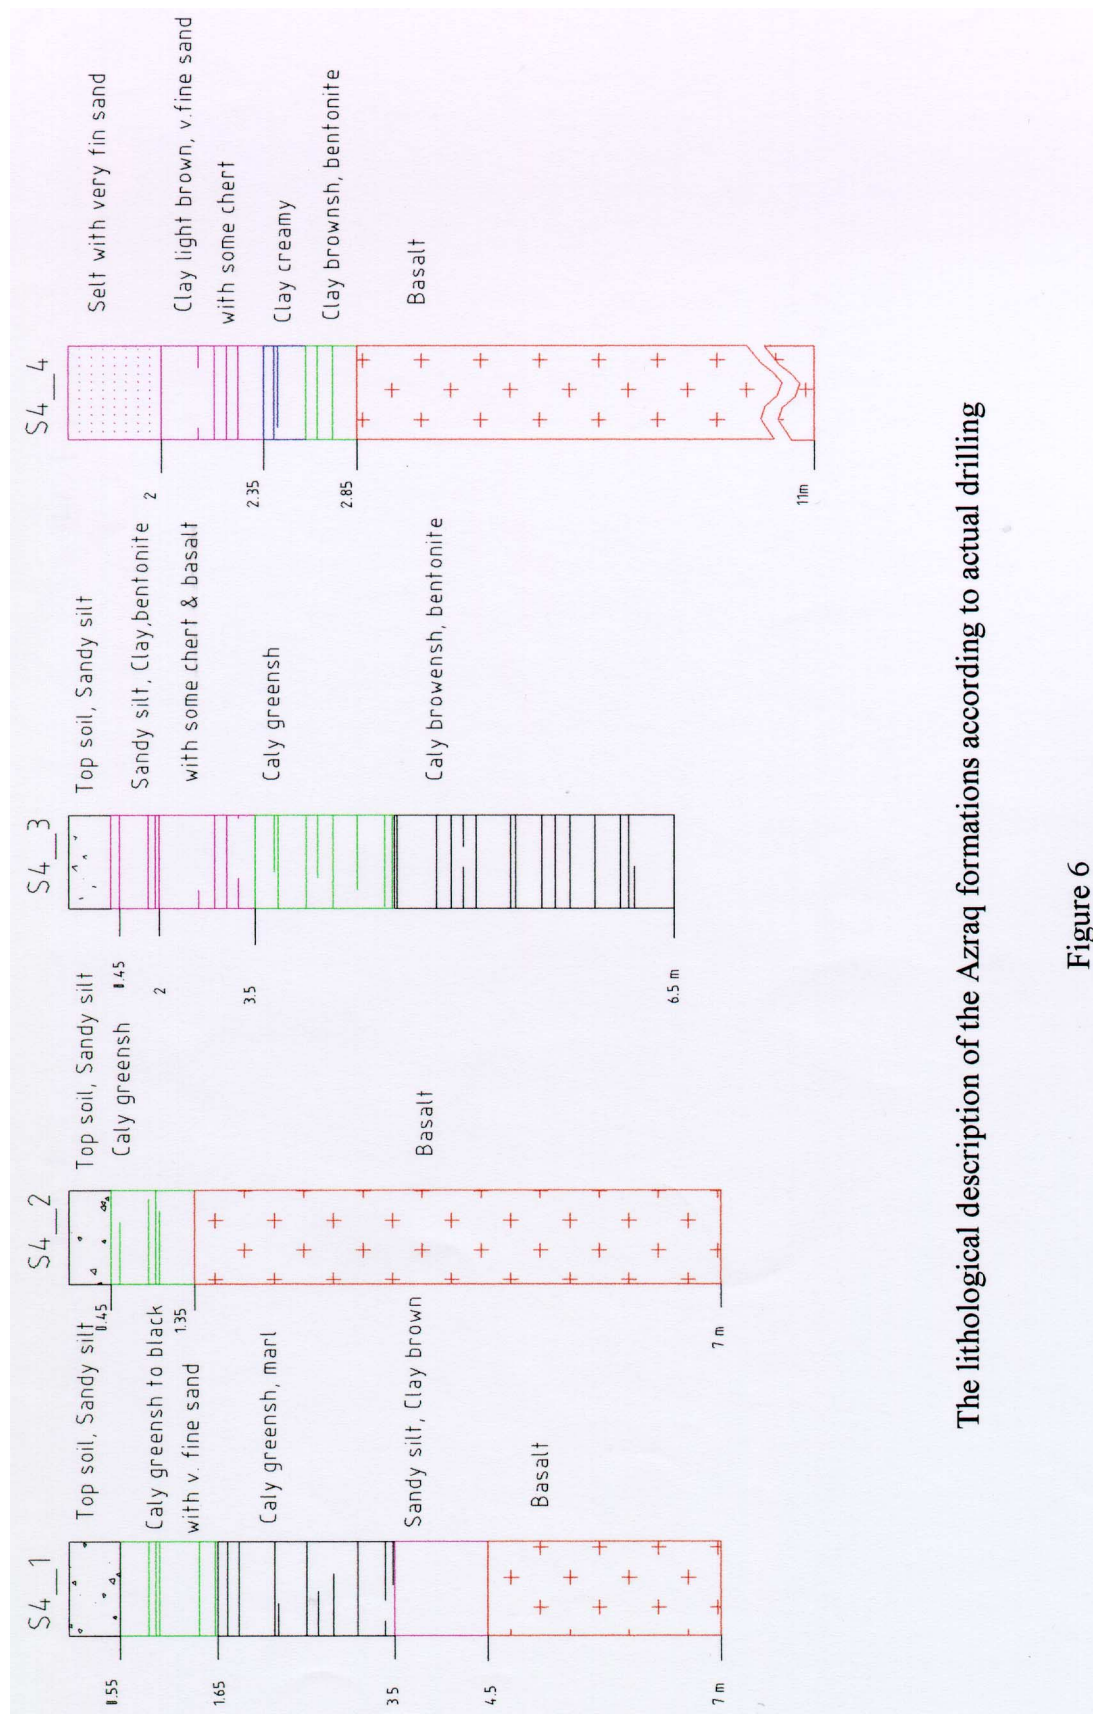 S4_1
Top soil, Sandy silt
0.55
Caly greensh to black
with v. fine sand
1.65
Caly greensh, marl
3.5
Sandy silt, Clay brown
4.5
Basalt
7 m
S4_2
Top soil, Sandy silt
0.45
Caly greensh
1.35
Basalt
7 m
S4_3
Top soil, Sandy silt
0.45
Sandy silt, Clay,bentonite
with some chert & basalt
2
3.5
Caly greensh
Caly browensh, bentonite
6.5 m
S4_4
Selt with very fin sand
2
Clay light brown, v.fine sand
with some chert
2.35
Clay creamy
Clay brownsh, bentonite
2.85
Basalt
11m
The lithological description of the Azraq formations according to actual drilling
Figure 6